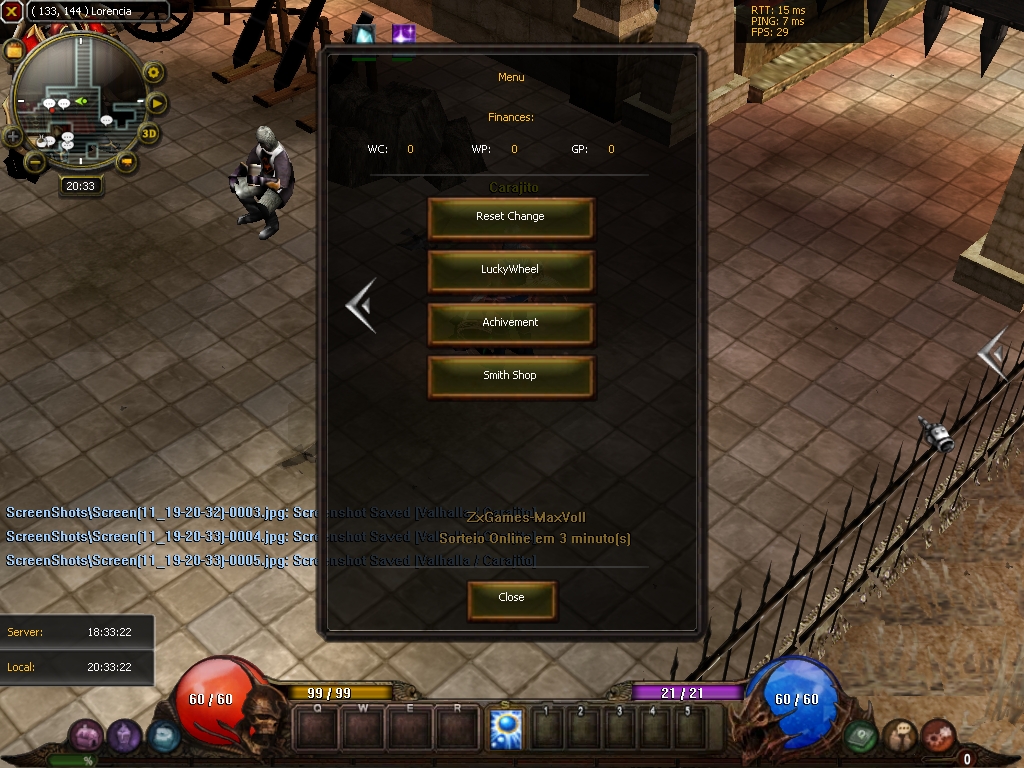 ( 133, 144 ) Lorencia
RTT: 15 ms
PING: 7 ms
FPS: 29
3D
20:33
Menu
Finances:
WC: 0 WP: 0 GP: 0
Carajito
Reset Change
LuckyWheel
Achivement
Smith Shop
ScreenShots\Screen(11_19-20-32)-0003.jpg: Screenshot Saved [Valhalla / Carajito]
ZxGames-MaxVoll
ScreenShots\Screen(11_19-20-33)-0004.jpg: Screenshot Saved [Valhalla / Carajito]
Sorteio Online em 3 minuto[s]
ScreenShots\Screen(11_19-20-33)-0005.jpg: Screenshot Saved [Valhalla / Carajito]
Close
Server: 18:33:22
Local: 20:33:22
60 / 60
99 / 99
21 / 21
60 / 60
Q W E R S 1 2 3 4 5
%
0